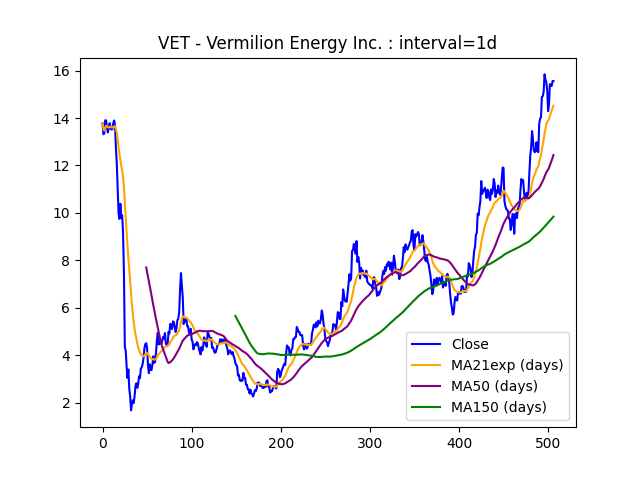 VET - Vermilion Energy Inc. : interval=1d
16
14
12
10
8
6
4
2
0
100
200
300
400
500
Close
MA21exp (days)
MA50 (days)
MA150 (days)